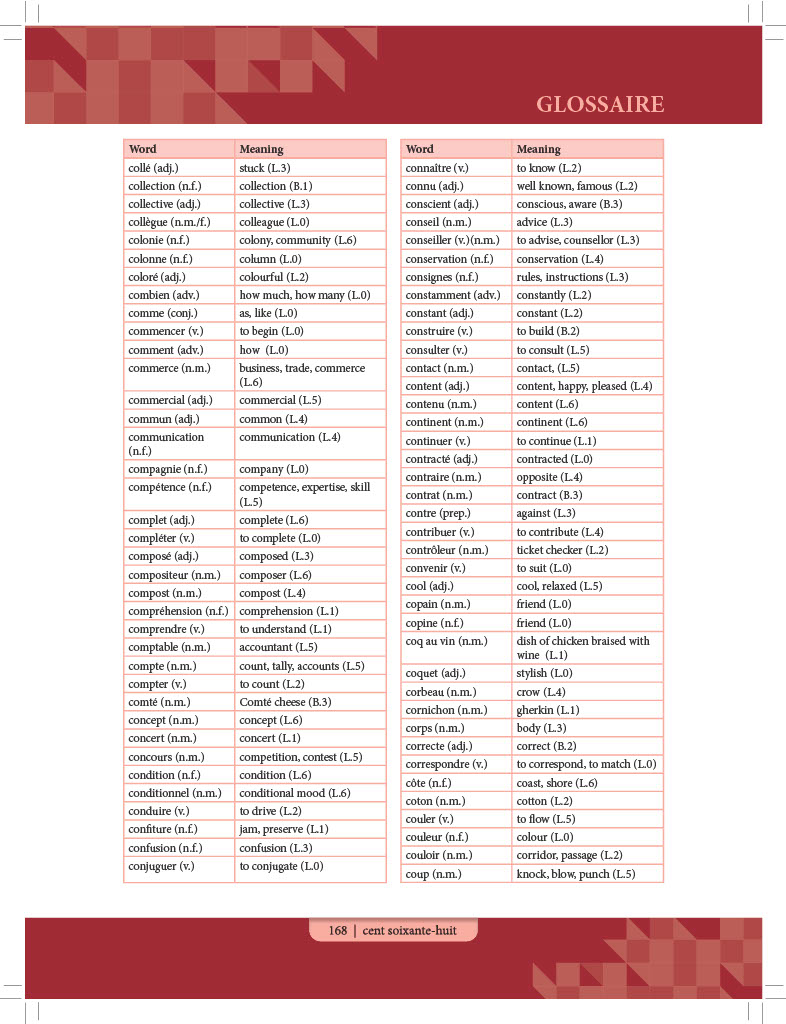 GLOSSAIRE
Word Meaning
collé (adj.) stuck (L.3)
collection (n.f.) collection (B.1)
collective (adj.) collective (L.3)
collègue (n.m./f.) colleague (L.0)
colonie (n.f.) colony, community (L.6)
colonne (n.f.) column (L.0)
coloré (adj.) colourful (L.2)
combien (adv.) how much, how many (L.0)
comme (conj.) as, like (L.0)
commencer (v.) to begin (L.0)
comment (adv.) how (L.0)
commerce (n.m.) business, trade, commerce
(L.6)
commercial (adj.) commercial (L.5)
commun (adj.) common (L.4)
communication communication (L.4)
(n.f.)
compagnie (n.f.) company (L.0)
compétence (n.f.) competence, expertise, skill
(L.5)
complet (adj.) complete (L.6)
compléter (v.) to complete (L.0)
composé (adj.) composed (L.3)
compositeur (n.m.) composer (L.6)
compost (n.m.) compost (L.4)
compréhension (n.f.) comprehension (L.1)
comprendre (v.) to understand (L.1)
comptable (n.m.) accountant (L.5)
compte (n.m.) count, tally, accounts (L.5)
compter (v.) to count (L.2)
comté (n.m.) Comté cheese (B.3)
concept (n.m.) concept (L.6)
concert (n.m.) concert (L.1)
concours (n.m.) competition, contest (L.5)
condition (n.f.) condition (L.6)
conditionnel (n.m.) conditional mood (L.6)
conduire (v.) to drive (L.2)
confiture (n.f.) jam, preserve (L.1)
confusion (n.f.) confusion (L.3)
conjuguer (v.) to conjugate (L.0)
Word Meaning
connaître (v.) to know (L.2)
connu (adj.) well known, famous (L.2)
conscient (adj.) conscious, aware (B.3)
conseil (n.m.) advice (L.3)
conseiller (v.)(n.m.) to advise, counsellor (L.3)
conservation (n.f.) conservation (L.4)
consignes (n.f.) rules, instructions (L.3)
constamment (adv.) constantly (L.2)
constant (adj.) constant (L.2)
construire (v.) to build (B.2)
consulter (v.) to consult (L.5)
contact (n.m.) contact, (L.5)
content (adj.) content, happy, pleased (L.4)
contenu (n.m.) content (L.6)
continent (n.m.) continent (L.6)
continuer (v.) to continue (L.1)
contracté (adj.) contracted (L.0)
contraire (n.m.) opposite (L.4)
contrat (n.m.) contract (B.3)
contre (prep.) against (L.3)
contribuer (v.) to contribute (L.4)
contrôleur (n.m.) ticket checker (L.2)
convenir (v.) to suit (L.0)
cool (adj.) cool, relaxed (L.5)
copain (n.m.) friend (L.0)
copine (n.f.) friend (L.0)
coq au vin (n.m.) dish of chicken braised with
wine (L.1)
coquet (adj.) stylish (L.0)
corbeau (n.m.) crow (L.4)
cornichon (n.m.) gherkin (L.1)
corps (n.m.) body (L.3)
correcte (adj.) correct (B.2)
correspondre (v.) to correspond, to match (L.0)
côte (n.f.) coast, shore (L.6)
coton (n.m.) cotton (L.2)
couler (v.) to flow (L.5)
couleur (n.f.) colour (L.0)
couloir (n.m.) corridor, passage (L.2)
coup (n.m.) knock, blow, punch (L.5)
168 | cent soixante-huit